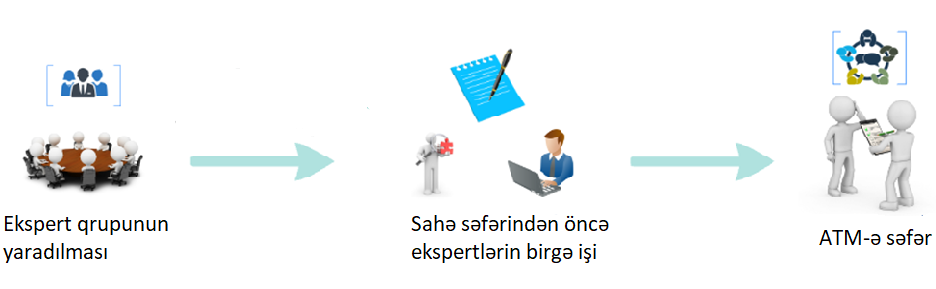 Ekspert qrupunun
yaradılması
Sahə səfərindən öncə
ekspertlərin birgə işi
ATM-ə səfər